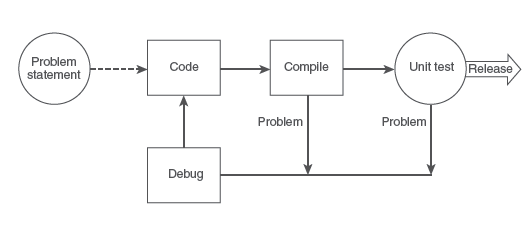 Problem
statement
Code
Compile
Unit test
Release
Problem
Problem
Debug